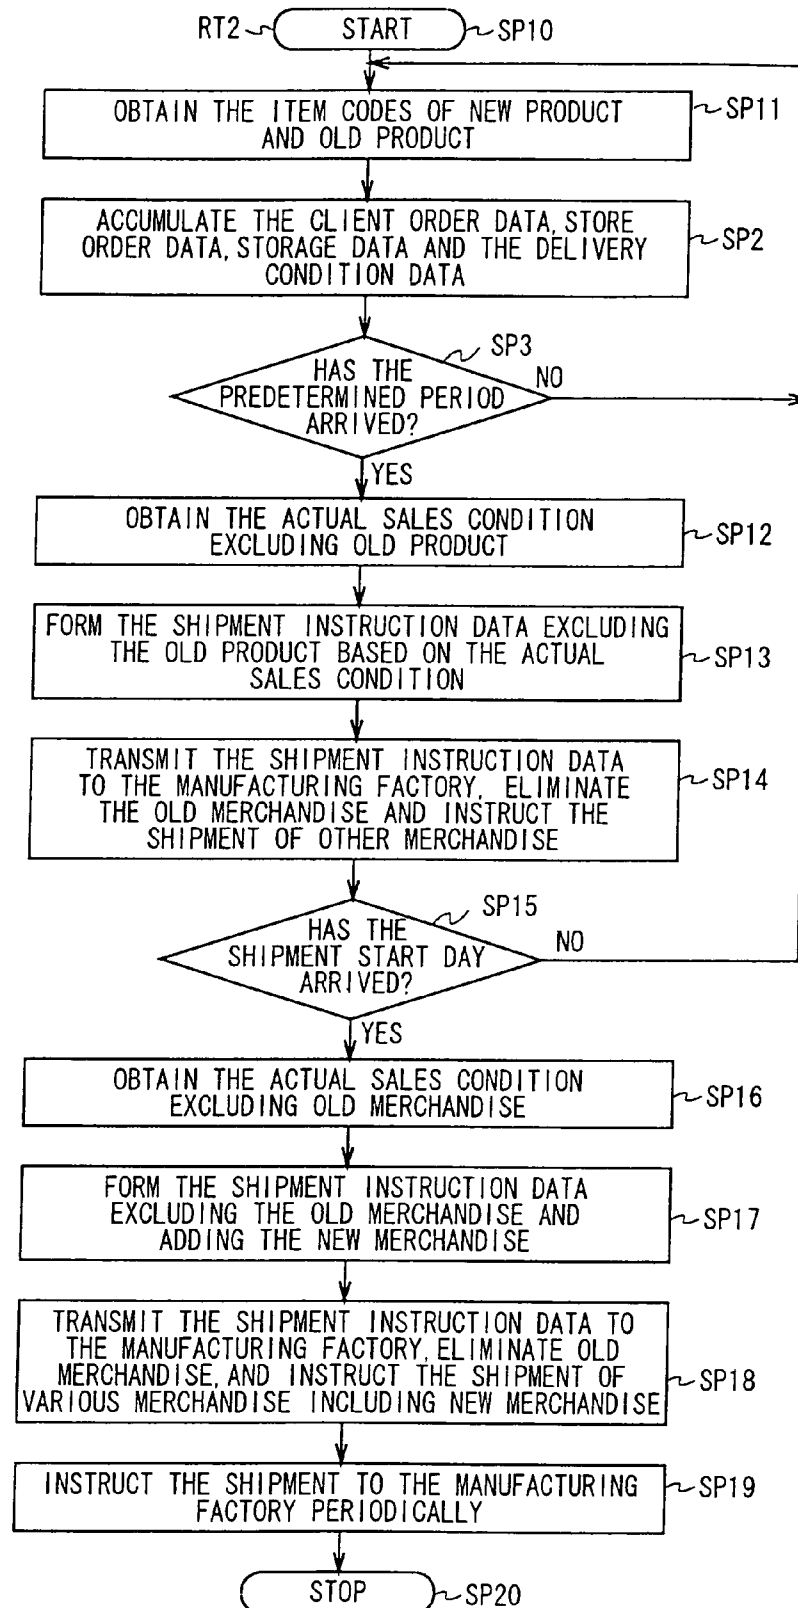 RT2 START SP10
OBTAIN THE ITEM CODES OF NEW PRODUCT
AND OLD PRODUCT
SP11
ACCUMULATE THE CLIENT ORDER DATA, STORE
ORDER DATA, STORAGE DATA AND THE DELIVERY
CONDITION DATA
SP2
SP3
HAS THE
PREDETERMINED PERIOD
ARRIVED?
NO
YES
OBTAIN THE ACTUAL SALES CONDITION
EXCLUDING OLD PRODUCT
SP12
FORM THE SHIPMENT INSTRUCTION DATA EXCLUDING
THE OLD PRODUCT BASED ON THE ACTUAL
SALES CONDITION
SP13
TRANSMIT THE SHIPMENT INSTRUCTION DATA
TO THE MANUFACTURING FACTORY, ELIMINATE
THE OLD MERCHANDISE AND INSTRUCT THE
SHIPMENT OF OTHER MERCHANDISE
SP14
SP15
HAS THE
SHIPMENT START DAY
ARRIVED?
NO
YES
OBTAIN THE ACTUAL SALES CONDITION
EXCLUDING OLD MERCHANDISE
SP16
FORM THE SHIPMENT INSTRUCTION DATA
EXCLUDING THE OLD MERCHANDISE AND
ADDING THE NEW MERCHANDISE
SP17
TRANSMIT THE SHIPMENT INSTRUCTION DATA TO
THE MANUFACTURING FACTORY, ELIMINATE OLD
MERCHANDISE, AND INSTRUCT THE SHIPMENT OF
VARIOUS MERCHANDISE INCLUDING NEW MERCHANDISE
SP18
INSTRUCT THE SHIPMENT TO THE MANUFACTURING
FACTORY PERIODICALLY
SP19
STOP SP20